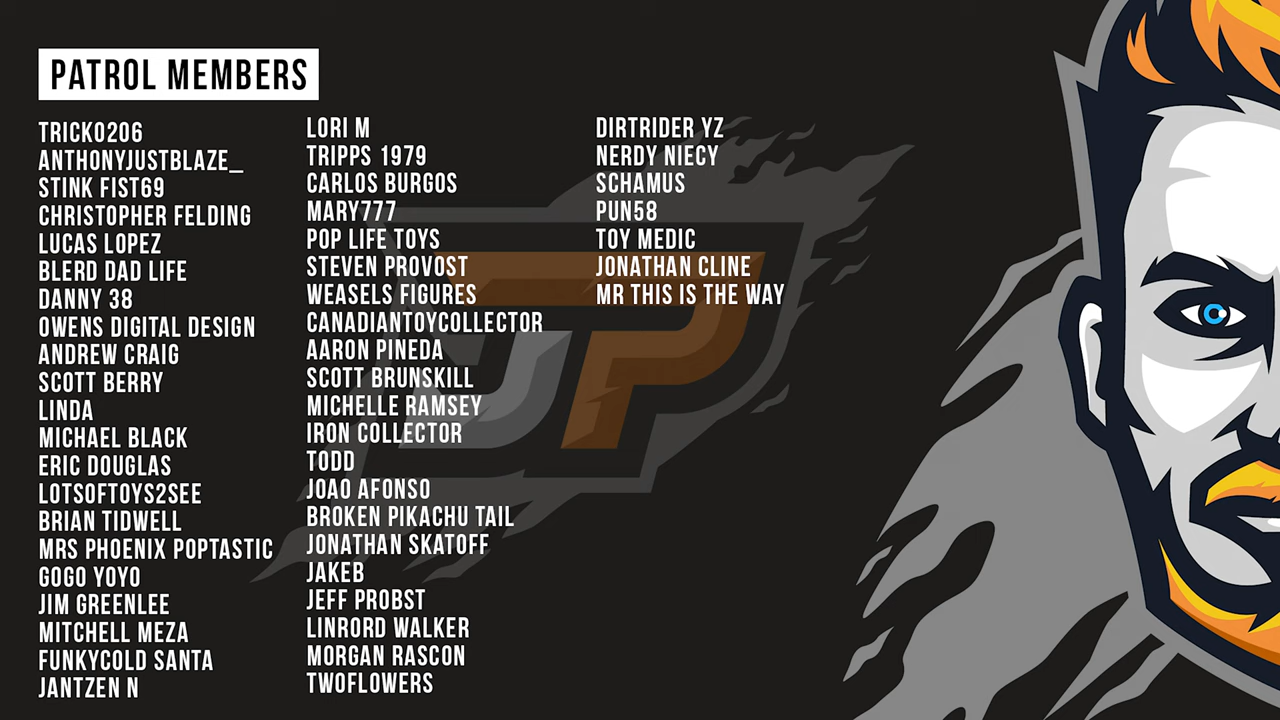 PATROL MEMBERS
TRICKO206
ANTHONYJUSTBLAZE_
STINK FIST69
CHRISTOPHER FELDING
LUCAS LOPEZ
BLERD DAD LIFE
DANNY 38
OWENS DIGITAL DESIGN
ANDREW CRAIG
SCOTT BERRY
LINDA
MICHAEL BLACK
ERIC DOUGLAS
LOTSOFTOYS2SEE
BRIAN TIDWELL
MRS PHOENIX POPTASTIC
GOGO YOYO
JIM GREENLEE
MITCHELL MEZA
FUNKYCOLD SANTA
JANTZEN N
LORI M
TRIPPS 1979
CARLOS BURGOS
MARY777
POP LIFE TOYS
STEVEN PROVOST
WEASELS FIGURES
CANADIANTOYCOLLECTOR
AARON PINEDA
SCOTT BRUNSKILL
MICHELLE RAMSEY
IRON COLLECTOR
TODD
JOAO AFONSO
BROKEN PIKACHU TAIL
JONATHAN SKATOFF
JAKEB
JEFF PROBST
LINRORD WALKER
MORGAN RASCON
TWOFLOWERS
DIRTRIDER YZ
NERDY NIECY
SCHAMUS
PUN58
TOY MEDIC
JONATHAN CLINE
MR THIS IS THE WAY
JP